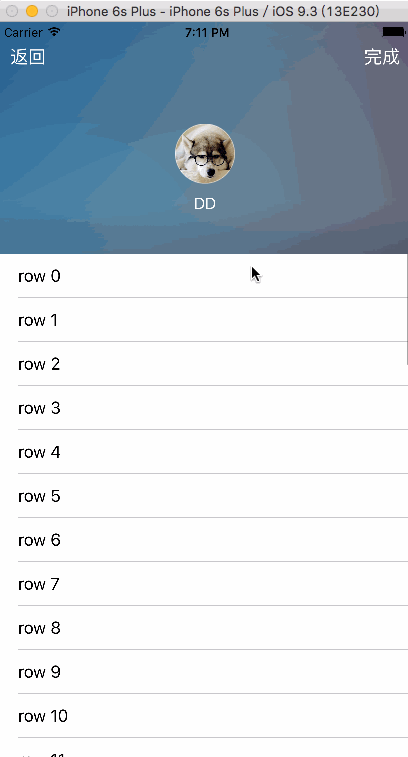 iPhone 6s Plus - iPhone 6s Plus / iOS 9.3 (13E230)
Carrier 7:11 PM
返回 完成
DD
row 0
row 1
row 2
row 3
row 4
row 5
row 6
row 7
row 8
row 9
row 10